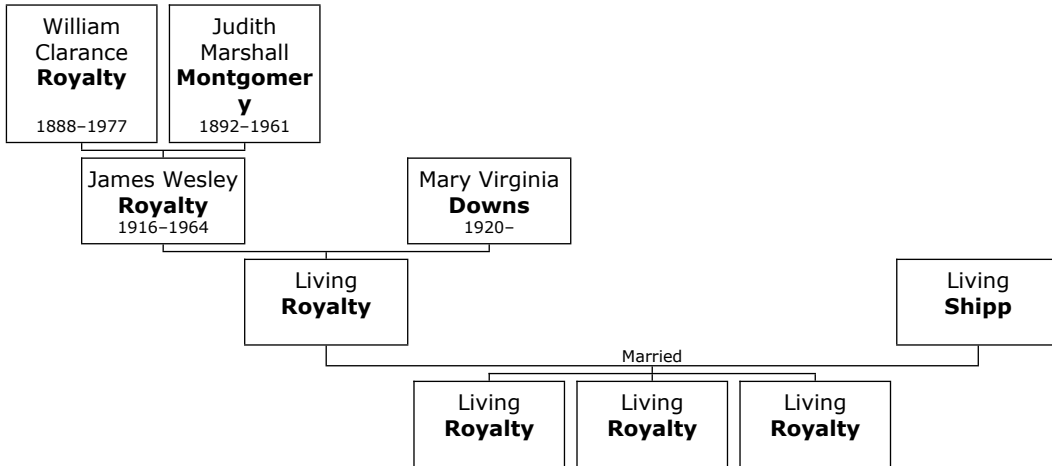 William
Clarance
Royalty
1888–1977
Judith
Marshall
Montgomer
y
1892–1961
James Wesley
Royalty
1916–1964
Mary Virginia
Downs
1920–
Living
Royalty
Living
Shipp
Married
Living
Royalty
Living
Royalty
Living
Royalty